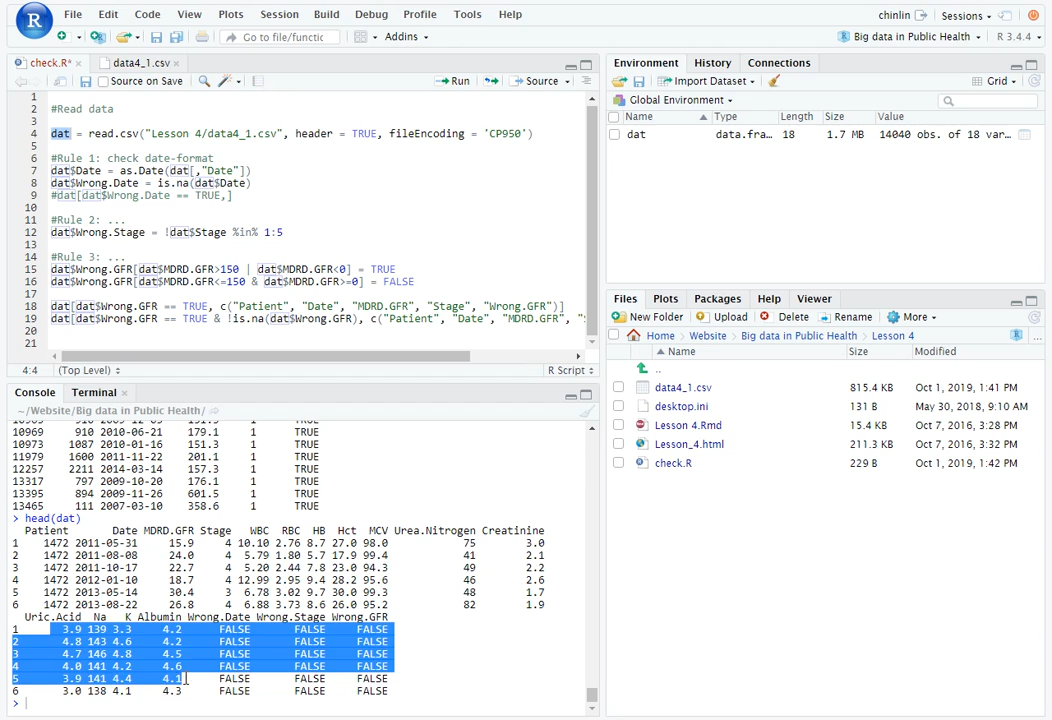 R File Edit Code View Plots Session Build Debug Profile Tools Help chinlin Sessions
Go to file/functic Addins Big data in Public Health R 3.4.4
check.R* data4_1.csv
Source on Save Run Source
1
2 #Read data
3
4 dat = read.csv("Lesson 4/data4_1.csv", header = TRUE, fileEncoding = 'CP950')
5
6 #Rule 1: check date-format
7 dat$Date = as.Date(dat[,"Date"])
8 dat$Wrong.Date = is.na(dat$Date)
9 #dat[dat$Wrong.Date == TRUE,]
10
11 #Rule 2: ...
12 dat$Wrong.Stage = !dat$Stage %in% 1:5
13
14 #Rule 3: ...
15 dat$Wrong.GFR[dat$MDRD.GFR>150 | dat$MDRD.GFR<0] = TRUE
16 dat$Wrong.GFR[dat$MDRD.GFR<=150 & dat$MDRD.GFR>=0] = FALSE
17
18 dat[dat$Wrong.GFR == TRUE, c("Patient", "Date", "MDRD.GFR", "Stage", "Wrong.GFR")]
19 dat[dat$Wrong.GFR == TRUE & !is.na(dat$Wrong.GFR), c("Patient", "Date", "MDRD.GFR", "
20
21
4:4 (Top Level) R Script
Console Terminal
~/Website/Big data in Public Health/
10969 910 2010-06-21 179.1 1 TRUE
10973 1087 2010-01-16 151.3 1 TRUE
11979 1600 2011-11-22 201.1 1 TRUE
12257 2211 2014-03-14 157.3 1 TRUE
13317 797 2009-10-20 176.1 1 TRUE
13395 894 2009-11-26 601.5 1 TRUE
13465 111 2007-03-10 358.6 1 TRUE
> head(dat)
Patient Date MDRD.GFR Stage WBC RBC HB Hct MCV Urea.Nitrogen Creatinine
1 1472 2011-05-31 15.9 4 10.10 2.76 8.7 27.0 98.0 75 3.0
2 1472 2011-08-08 24.0 4 5.79 1.80 5.7 17.9 99.4 41 2.1
3 1472 2011-10-17 22.7 4 5.20 2.44 7.8 23.0 94.3 49 2.2
4 1472 2012-01-10 18.7 4 12.99 2.95 9.4 28.2 95.6 46 2.6
5 1472 2013-05-14 30.4 3 6.78 3.02 9.7 30.0 99.3 48 1.7
6 1472 2013-08-22 26.8 4 6.88 3.73 8.6 26.0 95.2 82 1.9
Uric.Acid Na K Albumin Wrong.Date Wrong.Stage Wrong.GFR
1 3.9 139 3.3 4.2 FALSE FALSE FALSE
2 4.8 143 4.6 4.2 FALSE FALSE FALSE
3 4.7 146 4.8 4.5 FALSE FALSE FALSE
4 4.0 141 4.2 4.6 FALSE FALSE FALSE
5 3.9 141 4.4 4.1 FALSE FALSE FALSE
6 3.0 138 4.1 4.3 FALSE FALSE FALSE
>
Environment History Connections
Import Dataset Grid
Global Environment
Name Type Length Size Value
dat data.fra... 18 1.7 MB 14040 obs. of 18 var...
Files Plots Packages Help Viewer
New Folder Upload Delete Rename More
Home Website Big data in Public Health Lesson 4 ...
Name Size Modified
..
data4_1.csv 815.4 KB Oct 1, 2019, 1:41 PM
desktop.ini 131 B May 30, 2018, 9:10 AM
Lesson 4.Rmd 15.4 KB Oct 7, 2016, 3:28 PM
Lesson_4.html 211.3 KB Oct 7, 2016, 3:32 PM
check.R 229 B Oct 1, 2019, 1:42 PM